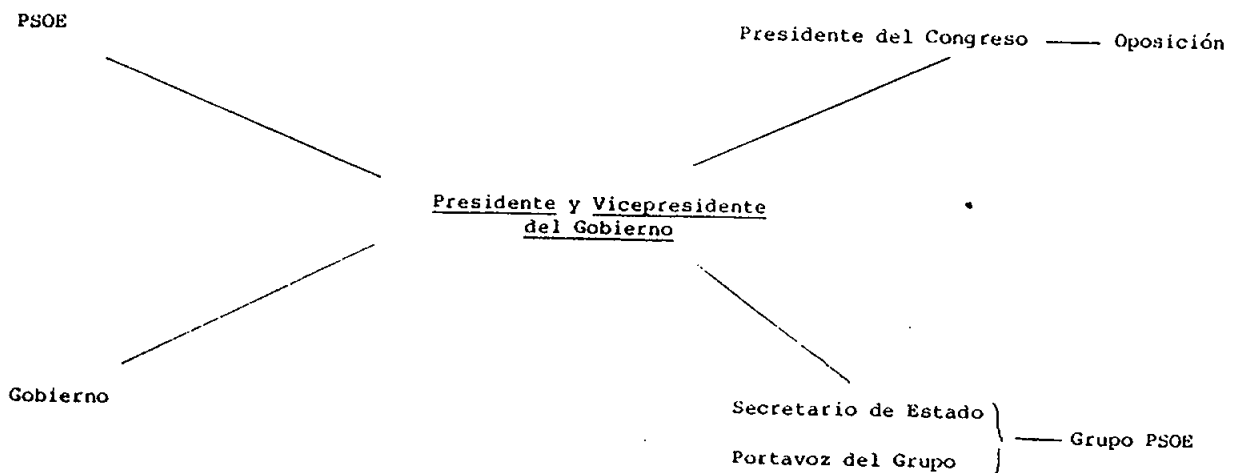 PSOE
Presidente del Congreso —— Oposición
Presidente y Vicepresidente
del Gobierno
Gobierno
Secretario de Estado
Portavoz del Grupo
Grupo PSOE